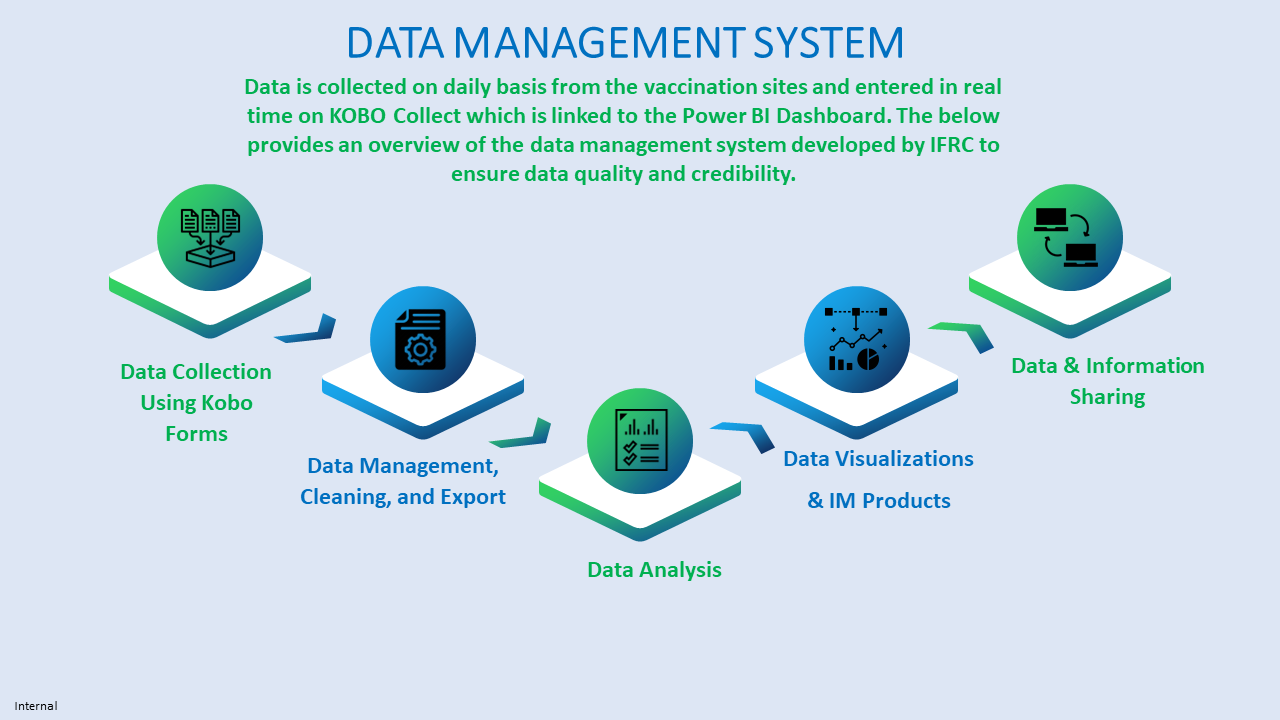 DATA MANAGEMENT SYSTEM
Data is collected on daily basis from the vaccination sites and entered in real
time on KOBO Collect which is linked to the Power BI Dashboard. The below
provides an overview of the data management system developed by IFRC to
ensure data quality and credibility.
Data Collection
Using Kobo
Forms
Data Management,
Cleaning, and Export
Data Analysis
Data Visualizations
& IM Products
Data & Information
Sharing
Internal